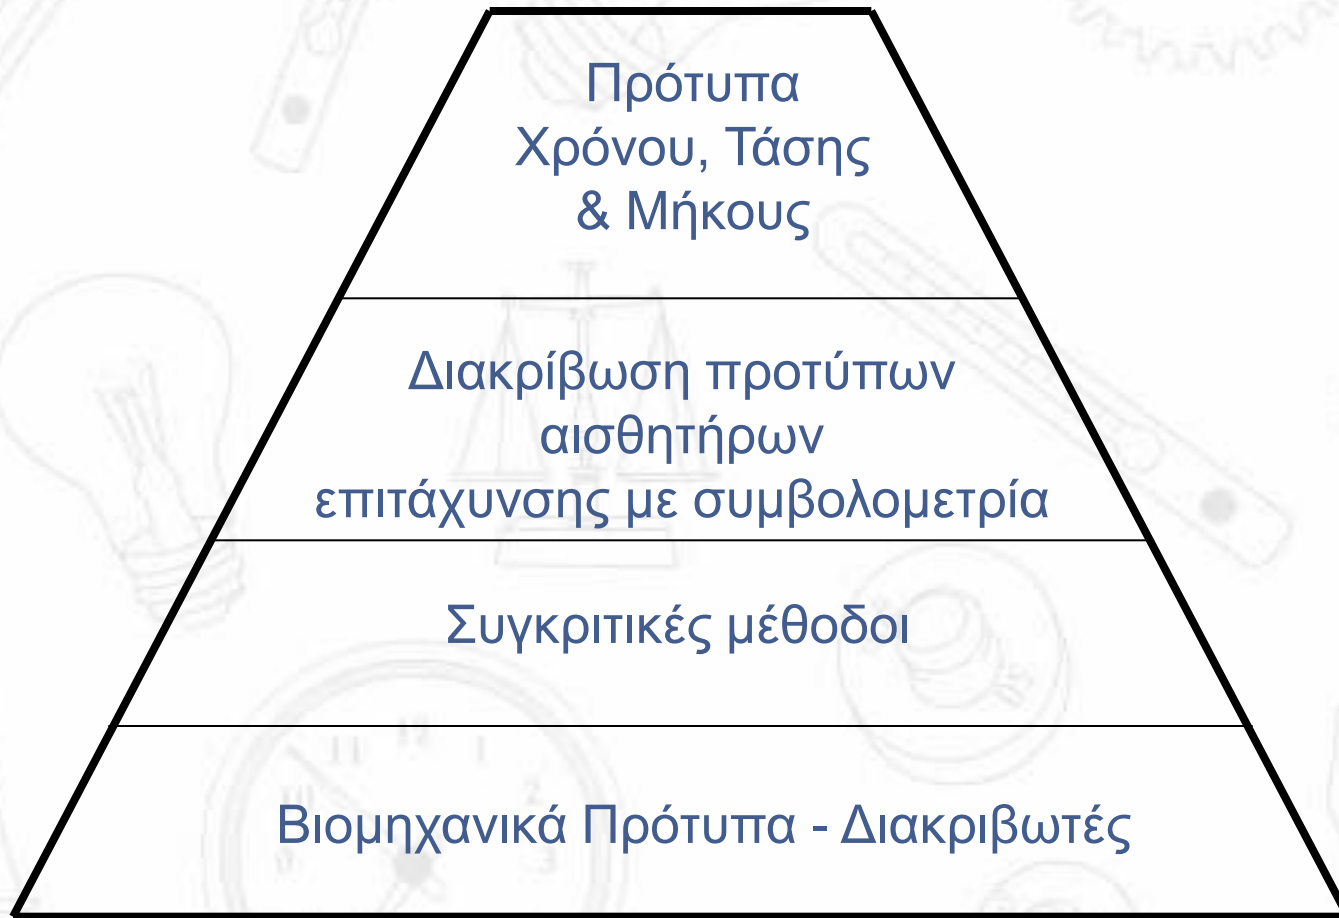 Πρότυπα
Χρόνου, Τάσης
& Μήκους
Διακρίβωση προτύπων
αισθητήρων
επιτάχυνσης με συμβολομετρία
Συγκριτικές μέθοδοι
Βιομηχανικά Πρότυπα - Διακριβωτές